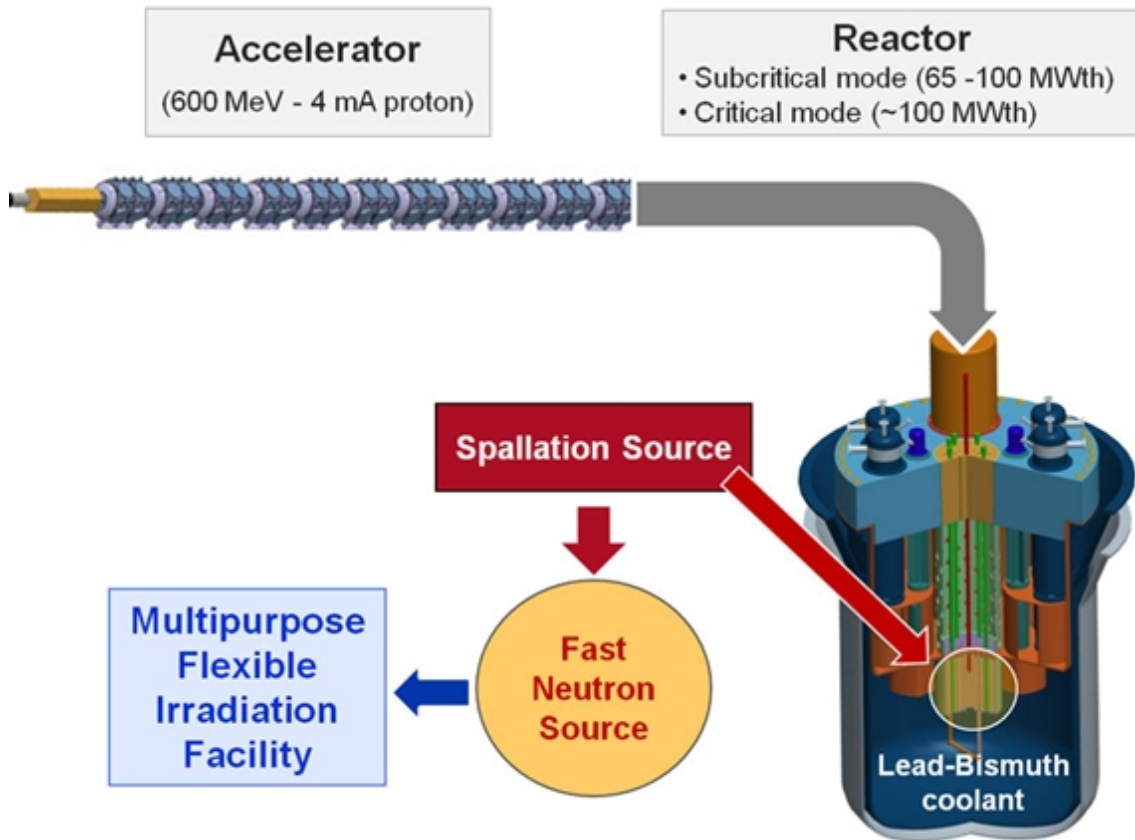 Accelerator
(600 MeV - 4 mA proton)
Reactor
• Subcritical mode (65 -100 MWth)
• Critical mode (~100 MWth)
Spallation Source
Multipurpose
Flexible
Irradiation
Facility
Fast
Neutron
Source
Lead-Bismuth
coolant